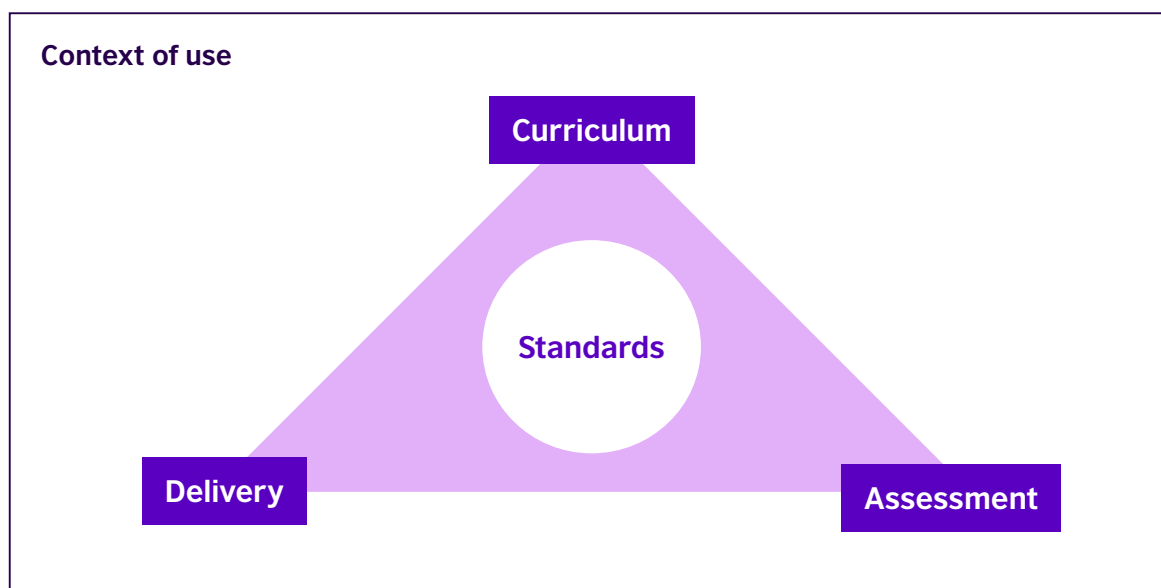 Context of use
Curriculum
Standards
Delivery
Assessment